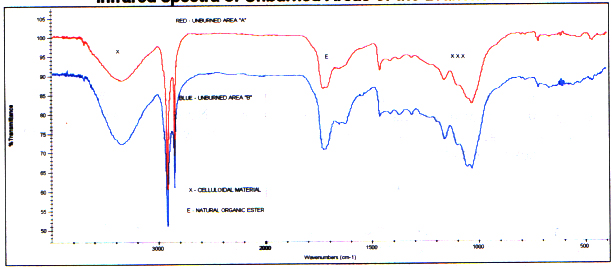 Infrared Spectra of Unburned Areas of the
RED - UNBURNED AREA "A"
105
100
95
90
85
80
75
70
65
60
55
50
% Transmittance
X
E
X X X
BLUE - UNBURNED AREA "B"
X - CELLULOIDAL MATERIAL
E - NATURAL ORGANIC ESTER
3000
2000
1500
1000
500
Wavenumbers (cm-1)